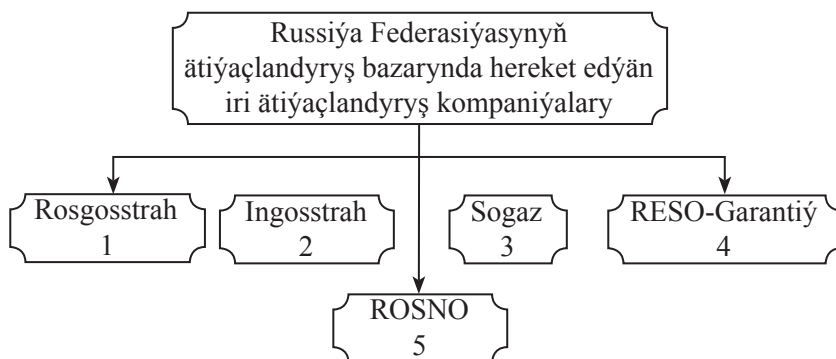 Russiýa Federasiýasynyň
ätiýaçlandyryş bazarynda hereket edýän
iri ätiýaçlandyryş kompaniýalary
Rosgosstrah
1
Ingosstrah
2
Sogaz
3
RESO-Garantiý
4
ROSNO
5